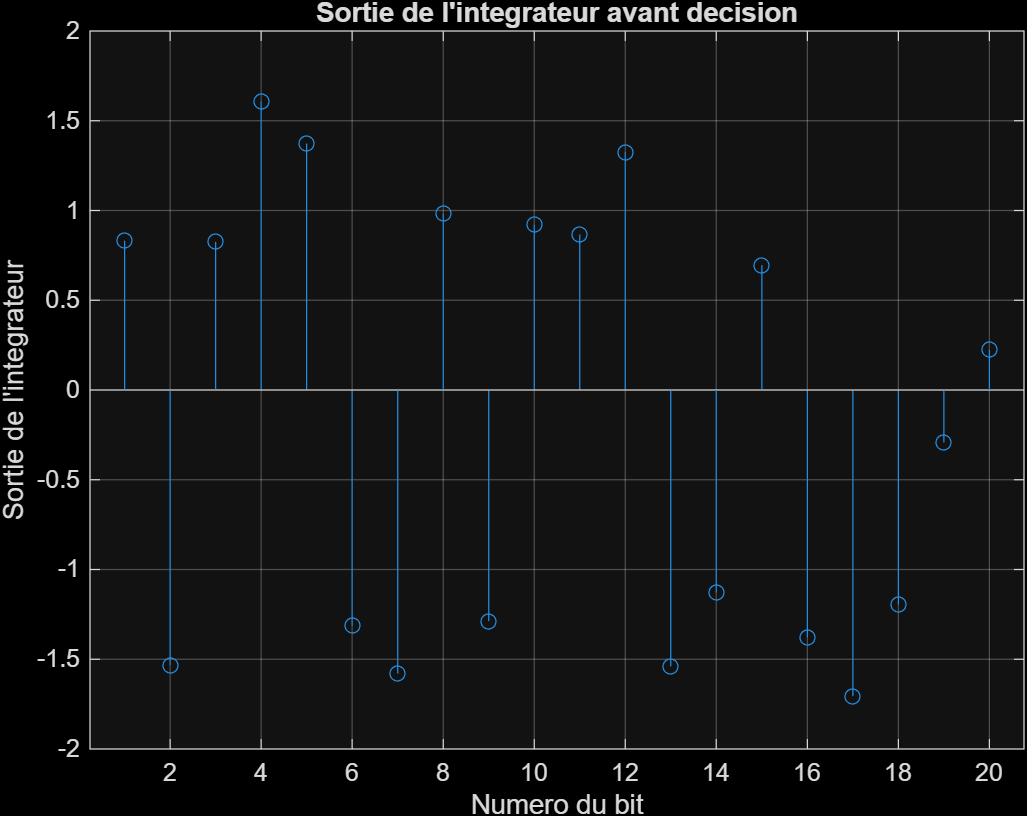 Sortie de l'integrateur avant decision
2
1.5
1
0.5
0
-0.5
-1
-1.5
-2
Sortie de l'integrateur
2 4 6 8 10 12 14 16 18 20
Numero du bit